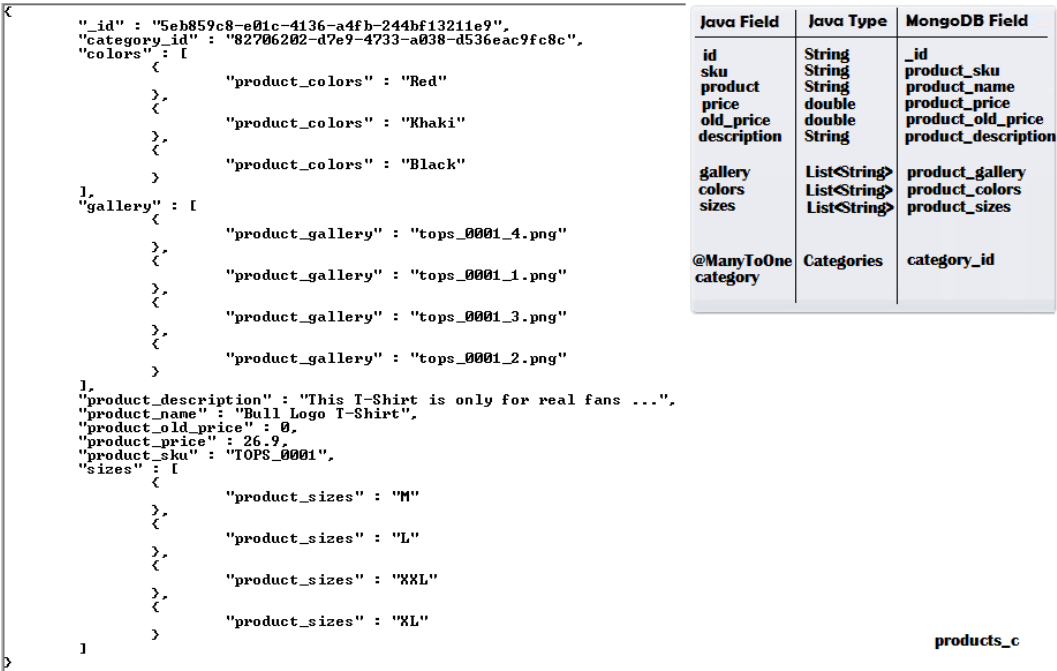 {
"_id" : "5eb859c8-e01c-4136-a4fb-244bf13211e9",
"category_id" : "82706202-d7e9-4733-a038-d536eac9fc8c",
"colors" : [
{
"product_colors" : "Red"
},
{
"product_colors" : "Khaki"
},
{
"product_colors" : "Black"
}
],
"gallery" : [
{
"product_gallery" : "tops_0001_4.png"
},
{
"product_gallery" : "tops_0001_1.png"
},
{
"product_gallery" : "tops_0001_3.png"
},
{
"product_gallery" : "tops_0001_2.png"
}
],
"product_description" : "This T-Shirt is only for real fans ...",
"product_name" : "Bull Logo T-Shirt",
"product_old_price" : 0,
"product_price" : 26.9,
"product_sku" : "TOPS_0001",
"sizes" : [
{
"product_sizes" : "M"
},
{
"product_sizes" : "L"
},
{
"product_sizes" : "XXL"
},
{
"product_sizes" : "XL"
}
]
}
Java Field Java Type MongoDB Field
id String _id
sku String product_sku
product String product_name
price double product_price
old_price double product_old_price
description String product_description
gallery List<String> product_gallery
colors List<String> product_colors
sizes List<String> product_sizes
@ManyToOne Categories category_id
category
products_c